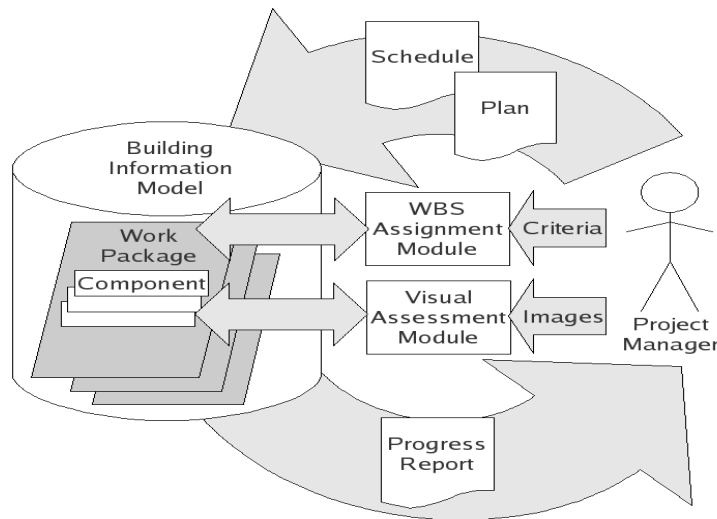 Schedule
Plan
Building
Information
Model
Work
Package
Component
WBS
Assignment
Module
Criteria
Visual
Assessment
Module
Images
Project
Manager
Progress
Report